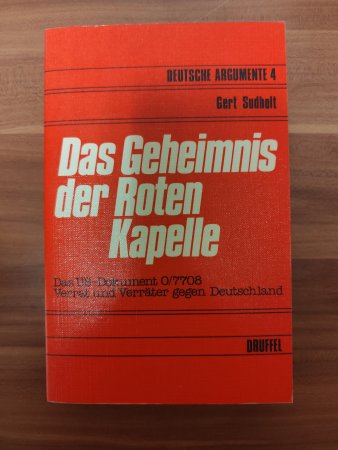 DEUTSCHE ARGUMENTE 4
Gert Sudholt
Das Geheimnis
der Roten
Kapelle
Das US-Dokument 0/7708
Verrat und Verräter gegen Deutschland
DRUFFEL